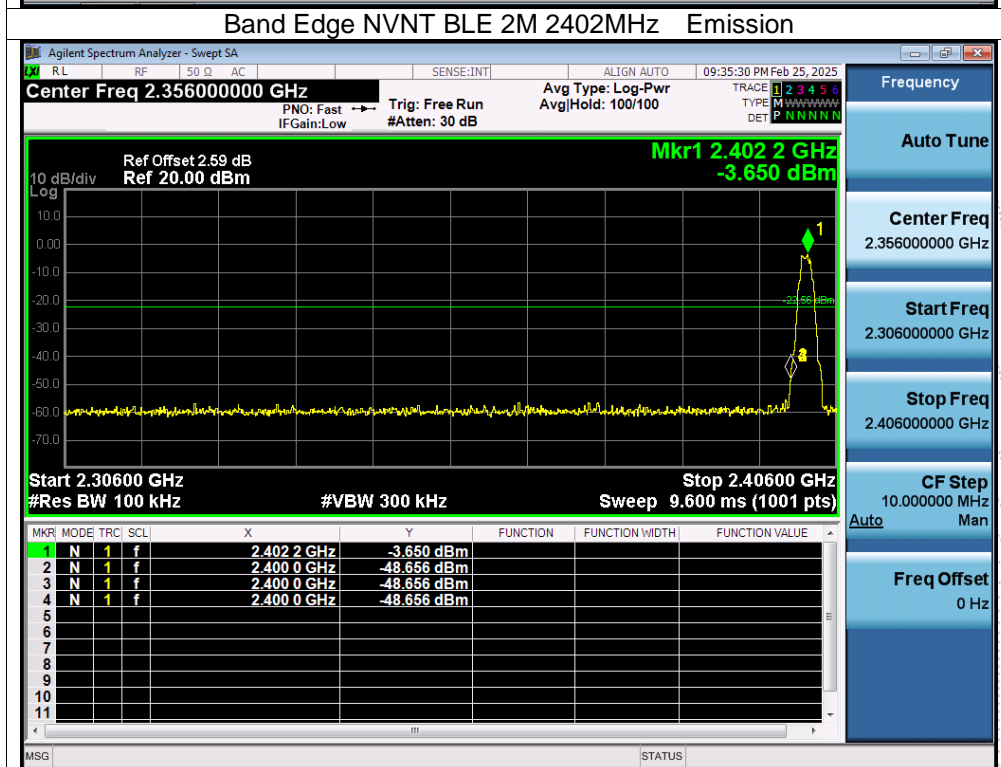 Band Edge NVNT BLE 2M 2402MHz Emission
Agilent Spectrum Analyzer - Swept SA
LXI RL RF 50 Ω AC SENSE:INT ALIGN AUTO 09:35:30 PM Feb 25, 2025
Center Freq 2.356000000 GHz
PNO: Fast
IFGain:Low
Trig: Free Run
#Atten: 30 dB
Avg Type: Log-Pwr
Avg|Hold: 100/100
TRACE 1 2 3 4 5 6
TYPE M WWWWW
DET P N N N N N
Ref Offset 2.59 dB
Ref 20.00 dBm
10 dB/div
Log
Mkr1 2.402 2 GHz
-3.650 dBm
10.0
0.00
-10.0
-20.0
-30.0
-40.0
-50.0
-60.0
-70.0
1
-22.56 dBm
Start 2.30600 GHz Stop 2.40600 GHz
#Res BW 100 kHz #VBW 300 kHz Sweep 9.600 ms (1001 pts)
MKR MODE TRC SCL X Y FUNCTION FUNCTION WIDTH FUNCTION VALUE
1 N 1 f 2.402 2 GHz -3.650 dBm
2 N 1 f 2.400 0 GHz -48.656 dBm
3 N 1 f 2.400 0 GHz -48.656 dBm
4 N 1 f 2.400 0 GHz -48.656 dBm
5
6
7
8
9
10
11
MSG STATUS
Frequency
Auto Tune
Center Freq
2.356000000 GHz
Start Freq
2.306000000 GHz
Stop Freq
2.406000000 GHz
CF Step
10.000000 MHz
Auto Man
Freq Offset
0 Hz